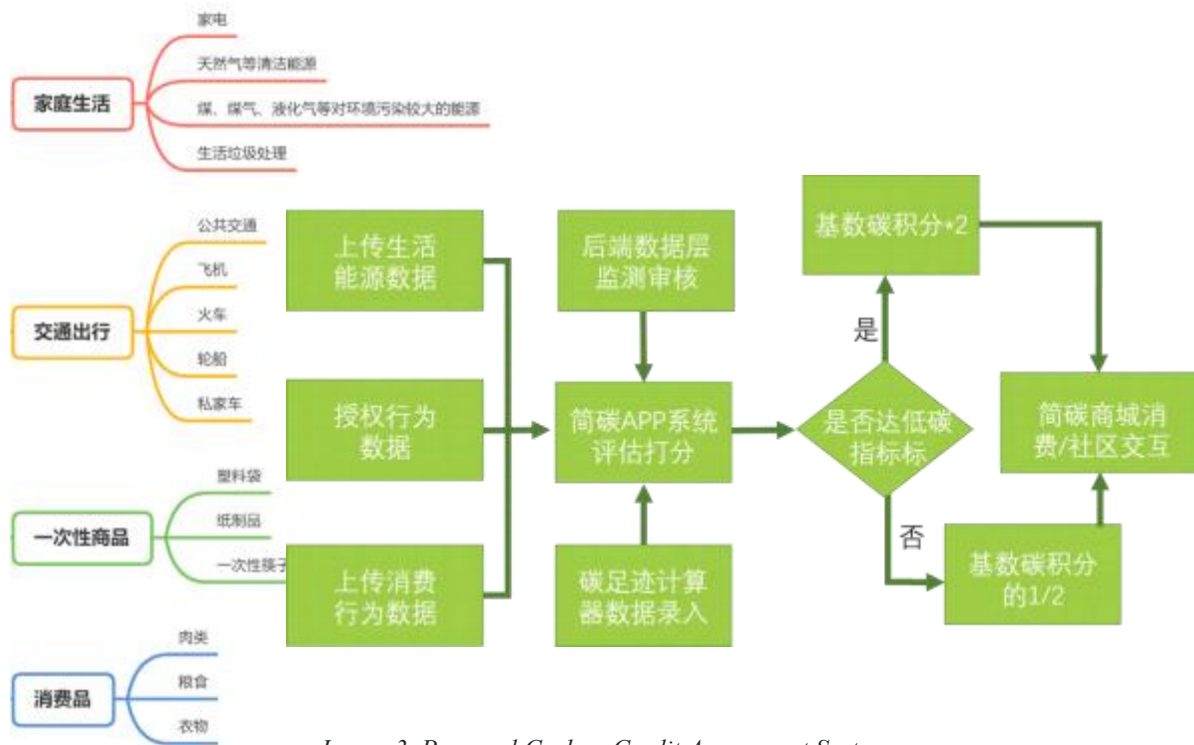 家庭生活
家电
天然气等清洁能源
煤、煤气、液化气等对环境污染较大的能源
生活垃圾处理
交通出行
公共交通
飞机
火车
轮船
私家车
一次性商品
塑料袋
纸制品
一次性筷子
消费品
肉类
粮食
衣物
上传生活
能源数据
授权行为
数据
上传消费
行为数据
后端数据层
监测审核
简碳APP系统
评估打分
碳足迹计算
器数据录入
是否达低碳
指标标
是
基数碳积分*2
否
基数碳积分
的1/2
简碳商城消
费/社区交互